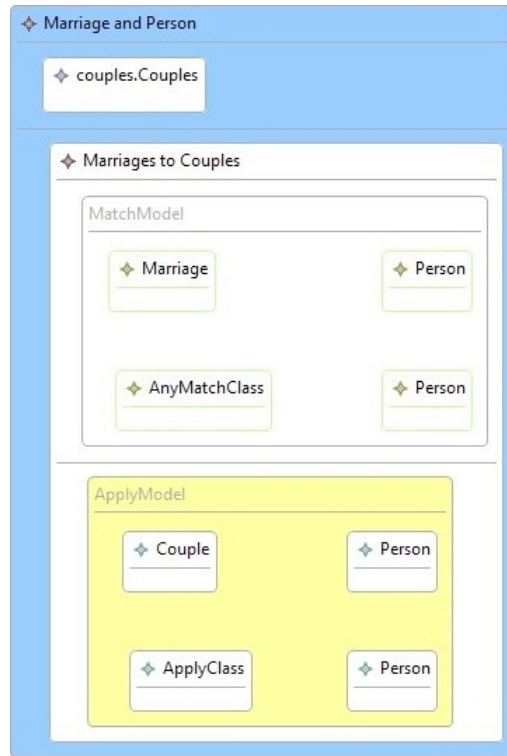 Marriage and Person
couples.Couples
Marriages to Couples
MatchModel
Marriage
Person
AnyMatchClass
Person
ApplyModel
Couple
Person
ApplyClass
Person